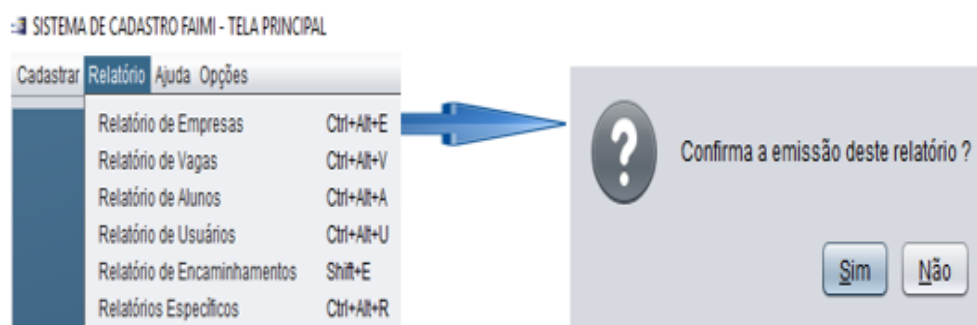 SISTEMA DE CADASTRO FAIMI - TELA PRINCIPAL
Cadastrar Relatório Ajuda Opções
Relatório de Empresas Ctrl+Alt+E
Relatório de Vagas Ctrl+Alt+V
Relatório de Alunos Ctrl+Alt+A
Relatório de Usuários Ctrl+Alt+U
Relatório de Encaminhamentos Shift+E
Relatórios Específicos Ctrl+Alt+R
?
Confirma a emissão deste relatório ?
Sim Não